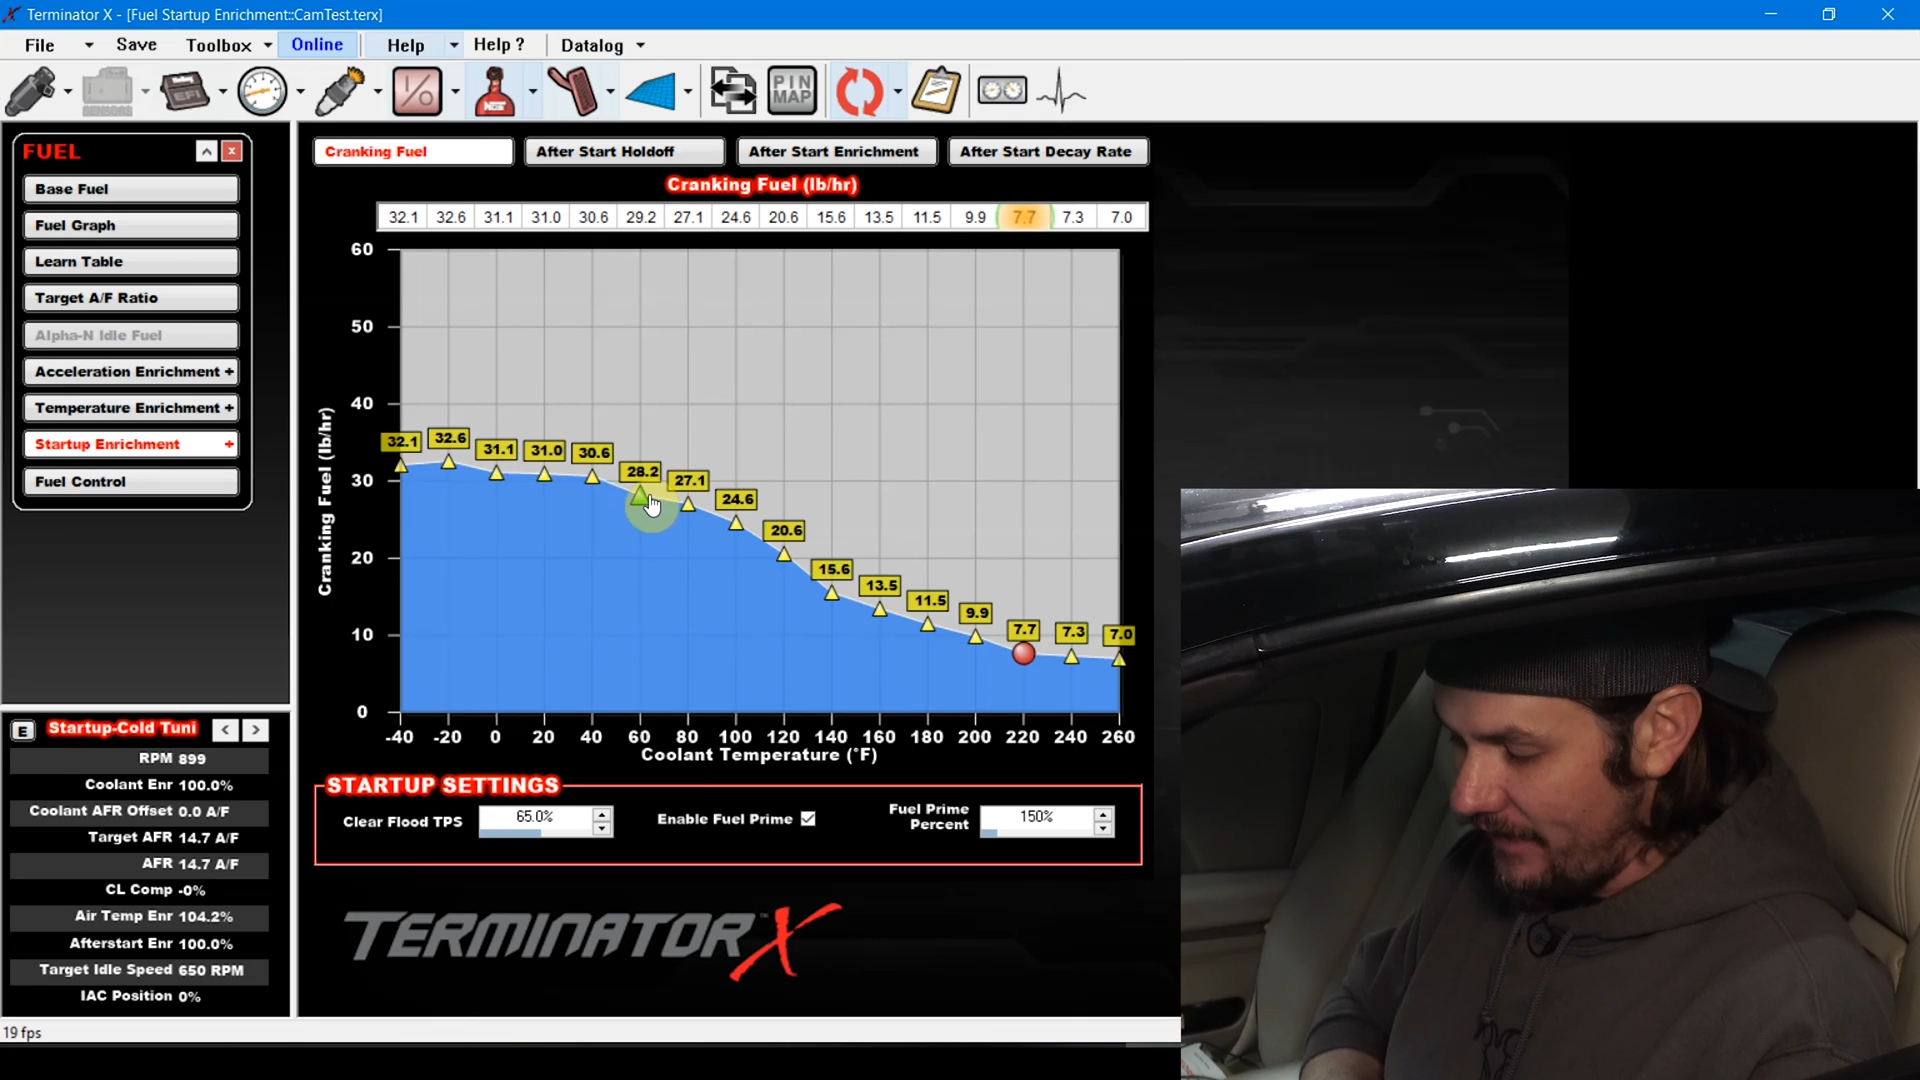 Terminator X - [Fuel Startup Enrichment::CamTest.terx]
File Save Toolbox Online Help Help ? Datalog
SENSORS EFI 1/0 NOS PIN MAP
FUEL
Base Fuel
Fuel Graph
Learn Table
Target A/F Ratio
Alpha-N Idle Fuel
Acceleration Enrichment +
Temperature Enrichment +
Startup Enrichment +
Fuel Control
Cranking Fuel After Start Holdoff After Start Enrichment After Start Decay Rate
Cranking Fuel (lb/hr)
32.1 32.6 31.1 31.0 30.6 29.2 27.1 24.6 20.6 15.6 13.5 11.5 9.9 7.7 7.3 7.0
60
50
40
30
20
10
0
Cranking Fuel (lb/hr)
32.1 32.6 31.1 31.0 30.6 28.2 27.1 24.6 20.6 15.6 13.5 11.5 9.9 7.7 7.3 7.0
-40 -20 0 20 40 60 80 100 120 140 160 180 200 220 240 260
Coolant Temperature (°F)
STARTUP SETTINGS
Clear Flood TPS 65.0% Enable Fuel Prime Fuel Prime Percent 150%
TERMINATOR X ™
E Startup-Cold Tuni < >
RPM 899
Coolant Enr 100.0%
Coolant AFR Offset 0.0 A/F
Target AFR 14.7 A/F
AFR 14.7 A/F
CL Comp -0%
Air Temp Enr 104.2%
Afterstart Enr 100.0%
Target Idle Speed 650 RPM
IAC Position 0%
19 fps